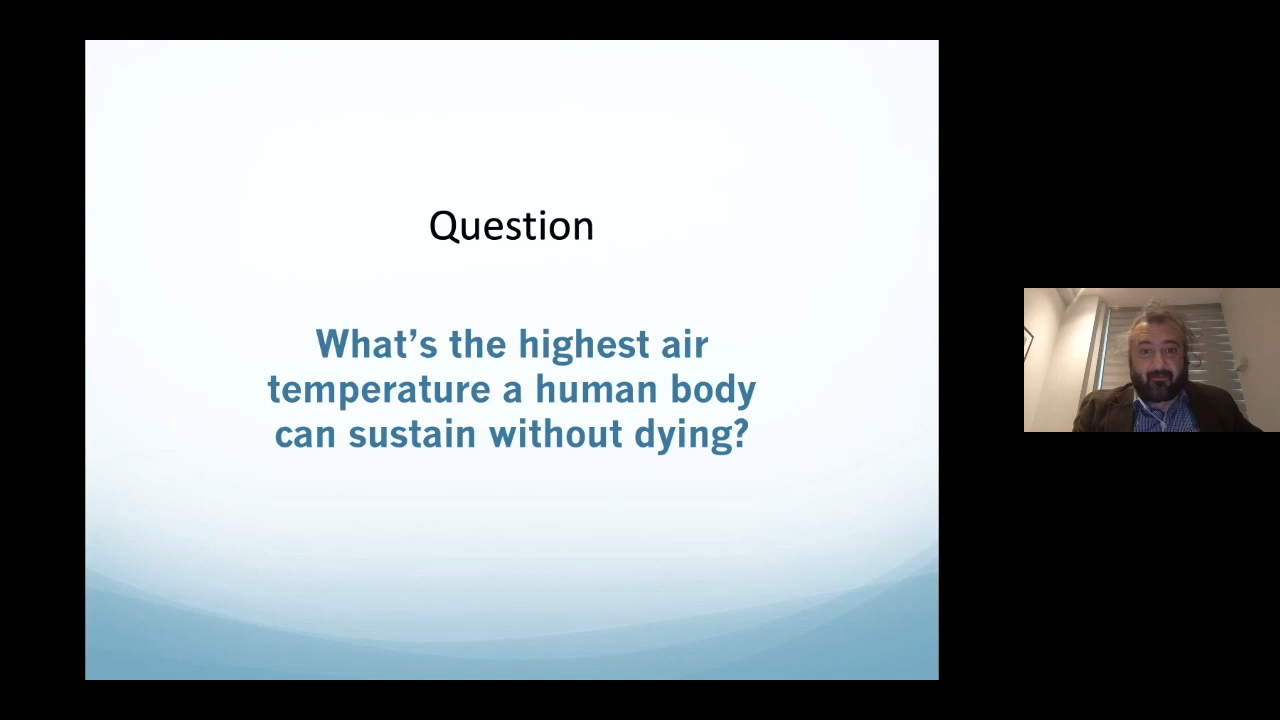 Question
What’s the highest air
temperature a human body
can sustain without dying?